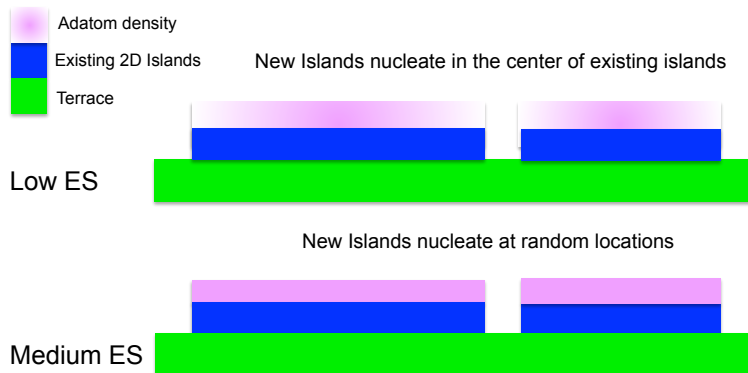 Adatom density
Existing 2D Islands
Terrace
New Islands nucleate in the center of existing islands
Low ES
New Islands nucleate at random locations
Medium ES